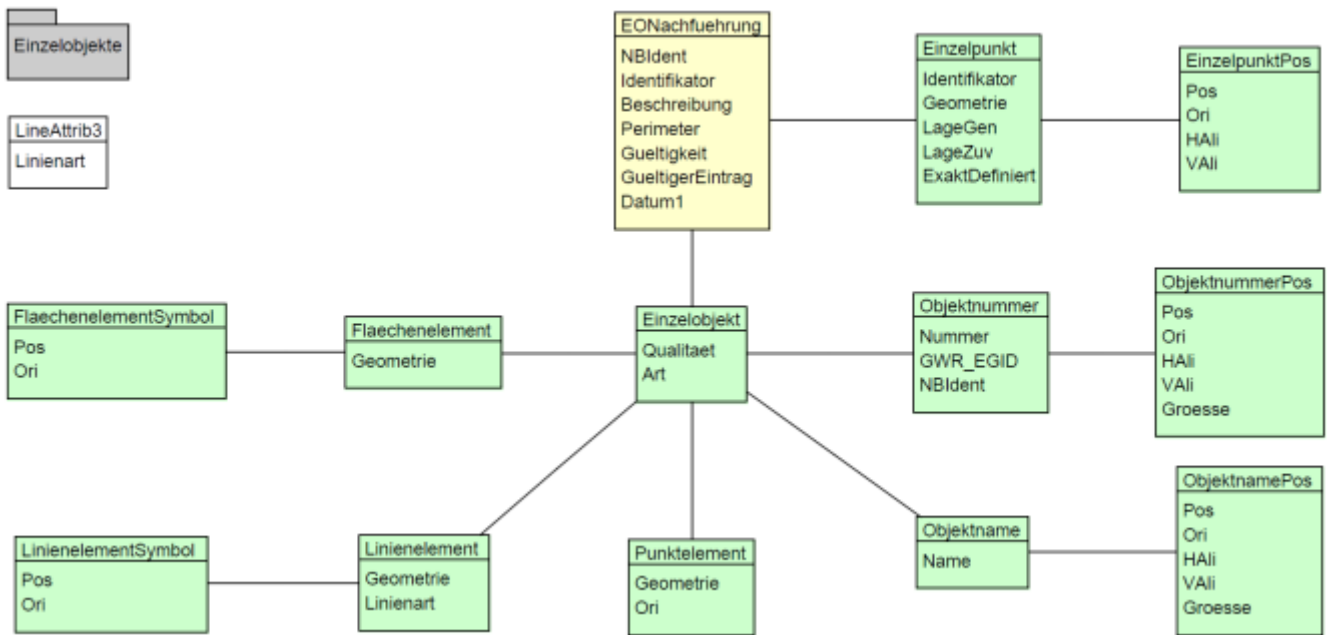 Einzelobjekte
LineAttrib3
Linienart
EONachfuehrung
NBIdent
Identifikator
Beschreibung
Perimeter
Gueltigkeit
GueltigerEintrag
Datum1
Einzelpunkt
Identifikator
Geometrie
LageGen
LageZuv
ExaktDefiniert
EinzelpunktPos
Pos
Ori
HAli
VAli
FlaechenelementSymbol
Pos
Ori
Flaechenelement
Geometrie
Einzelobjekt
Qualitaet
Art
Objektnummer
Nummer
GWR_EGID
NBIdent
ObjektnummerPos
Pos
Ori
HAli
VAli
Groesse
LinienelementSymbol
Pos
Ori
Linienelement
Geometrie
Linienart
Punktelement
Geometrie
Ori
Objektname
Name
ObjektnamePos
Pos
Ori
HAli
VAli
Groesse